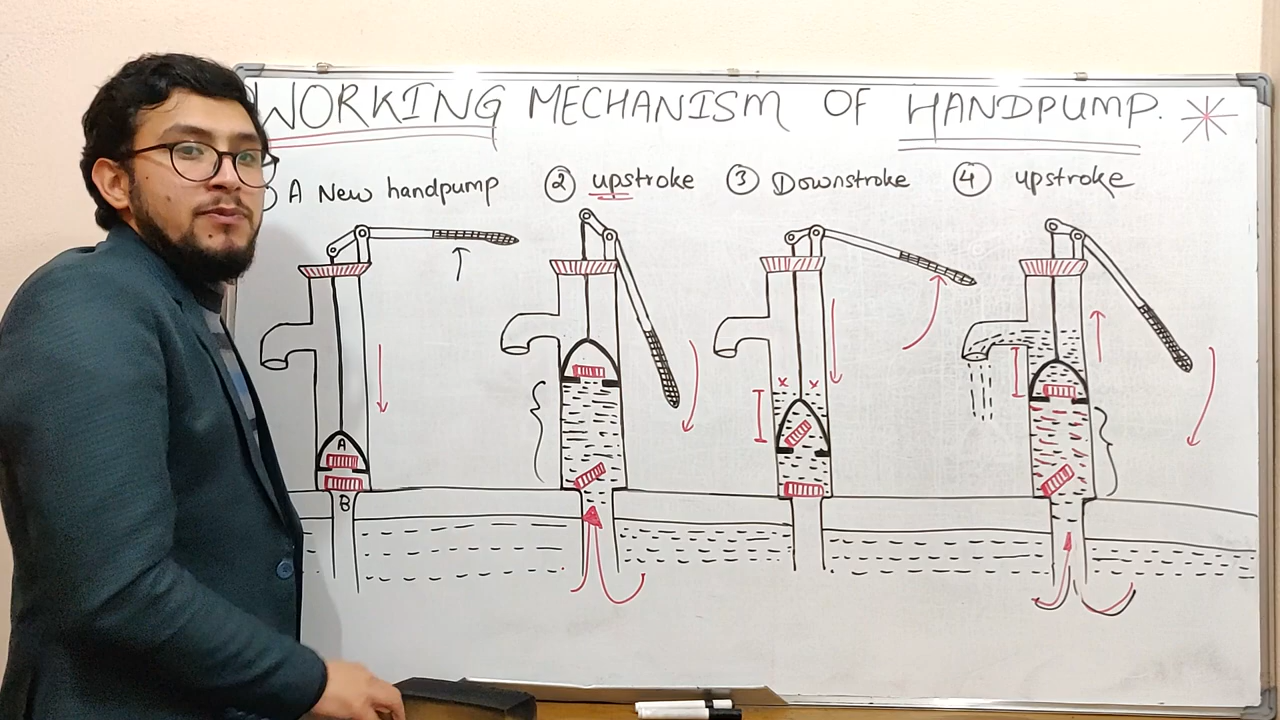 WORKING MECHANISM OF HANDPUMP.
A New handpump
② upstroke
③ Downstroke
④ upstroke
A
B
x x